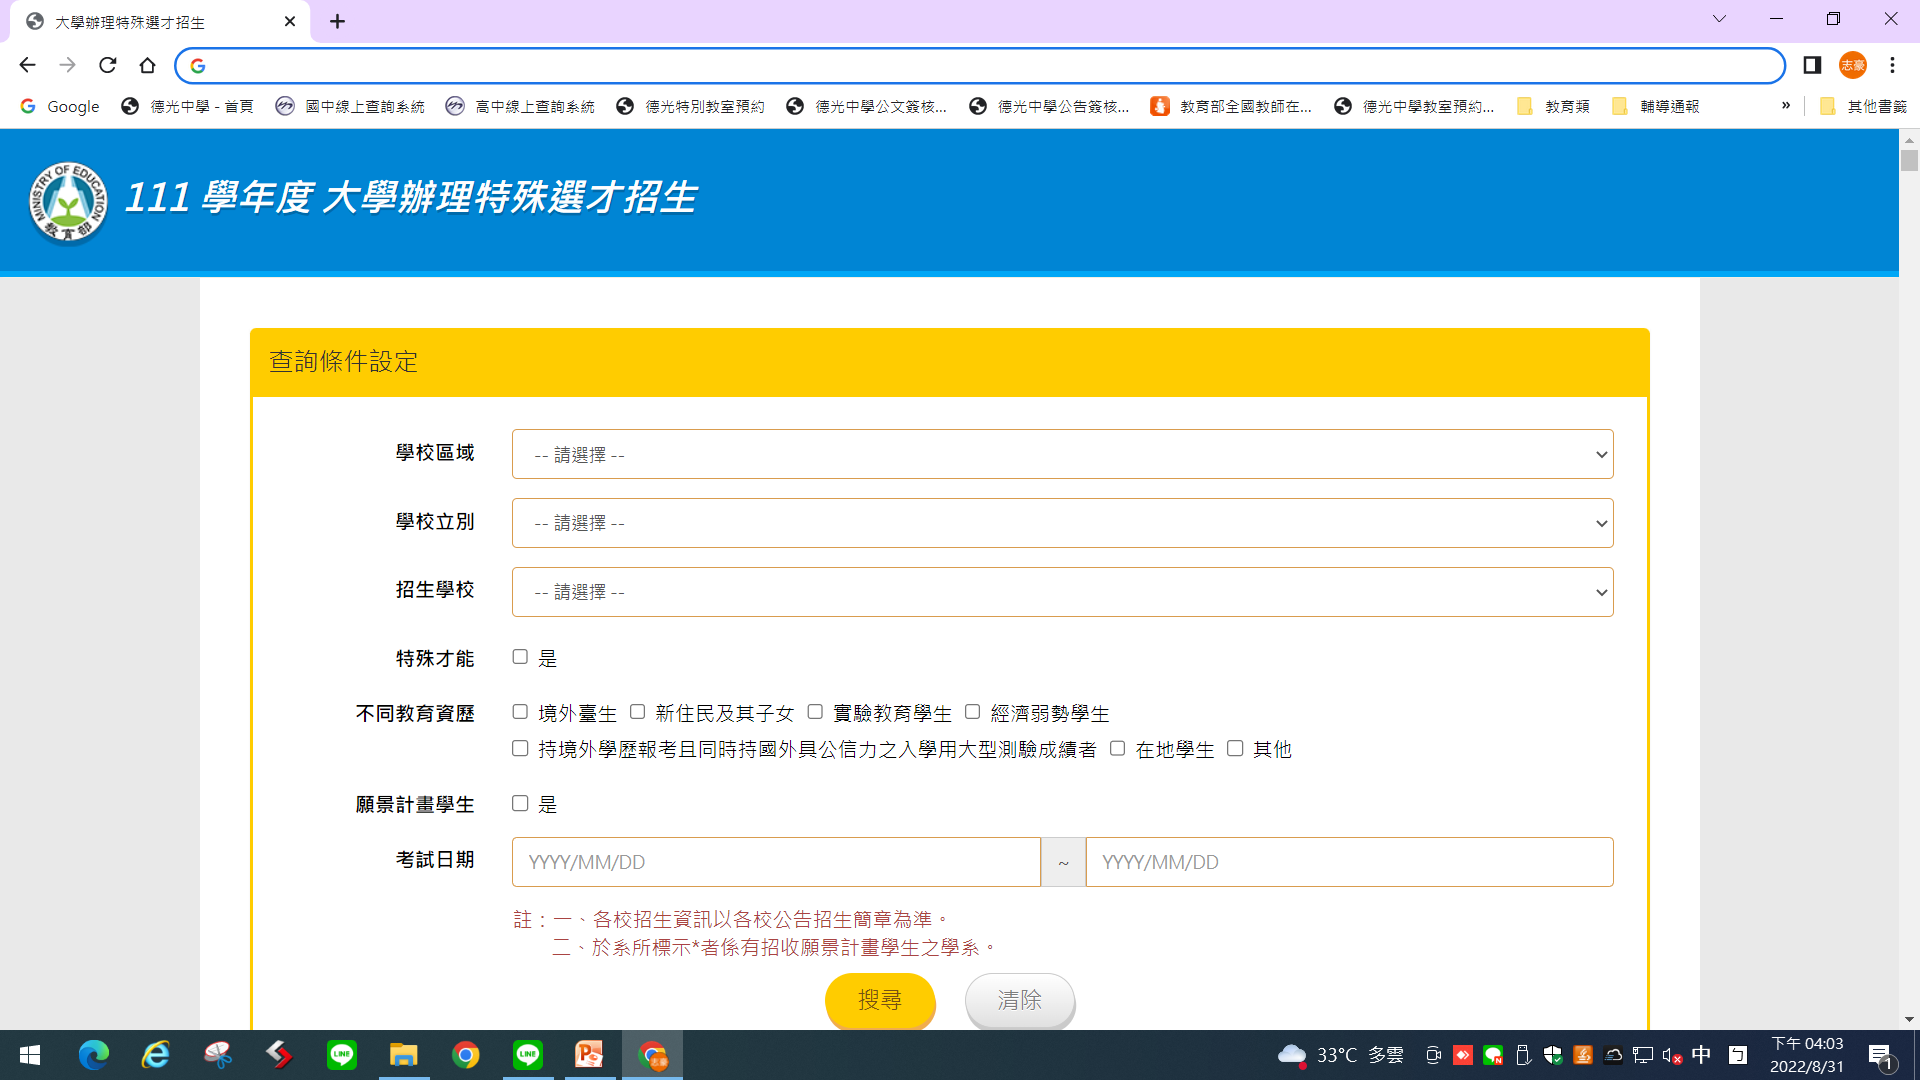 大學辦理特殊選才招生
志豪
Google
德光中學 - 首頁
國中線上查詢系統
高中線上查詢系統
德光特別教室預約
德光中學公文簽核...
德光中學公告簽核...
教育部全國教師在...
德光中學教室預約...
教育類
輔導通報
»
其他書籤
MINISTRY OF EDUCATION
教育部
111 學年度 大學辦理特殊選才招生
查詢條件設定
學校區域
-- 請選擇 --
學校立別
-- 請選擇 --
招生學校
-- 請選擇 --
特殊才能
是
不同教育資歷
境外臺生 新住民及其子女 實驗教育學生 經濟弱勢學生
持境外學歷報考且同時持國外具公信力之入學用大型測驗成績者 在地學生 其他
願景計畫學生
是
考試日期
YYYY/MM/DD ~ YYYY/MM/DD
註：一、各校招生資訊以各校公告招生簡章為準。
二、於系所標示*者係有招收願景計畫學生之學系。
搜尋
清除
LINE
LINE
33°C 多雲
中
下午 04:03
2022/8/31
1